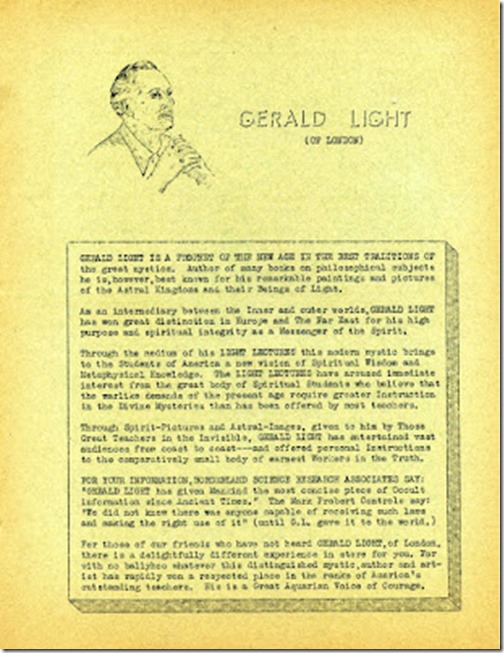 GERALD LIGHT
(OF LONDON)
GERALD LIGHT IS A PROPHET OF THE NEW AGE IN THE BEST TRADITIONS OF
the great mystics. Author of many books on philosophical subjects
he is,however,best known for his remarkable paintings and pictures
of the Astral Kingdoms and their Beings of Light.
As an intermediary between the Inner and outer worlds,GERALD LIGHT
has won great distinction in Europe and The Far East for his high
purpose and spiritual integrity as a Messenger of the Spirit.
Through the medium of his LIGHT LECTURES this modern mystic brings
to the Students of America a new vision of Spiritual Wisdom and
Metaphysical Knowledge. The LIGHT LECTURES have aroused immediate
interest from the great body of Spiritual Students who believe that
the warlike demands of the present age require greater Instruction
in the Divine Mysteries than has been offered by most teachers.
Through Spirit-Pictures and Astral-Images, given to him by Those
Great Teachers in the Invisible, GERALD LIGHT has entertained vast
audiences from coast to coast---and offered personal Instructions
to the comparatively small body of earnest Workers in the Truth.
FOR YOUR INFORMATION,BORDERLAND SCIENCE RESEARCH ASSOCIATES SAY:
"GERALD LIGHT has given Mankind the most concise piece of Occult
information since Ancient Times." The Mark Probert Controls say:
"We did not know there was anyone capable of receiving such laws
and making the right use of it" (until G.L. gave it to the world.)
For those of our friends who have not heard GERALD LIGHT,of London,
there is a delightfully different experience in store for you. For
with no ballyhoo whatever this distinguished mystic,author and art-
ist has rapidly won a respected place in the ranks of America's
outstanding teachers. His is a Great Aquarian Voice of Courage.